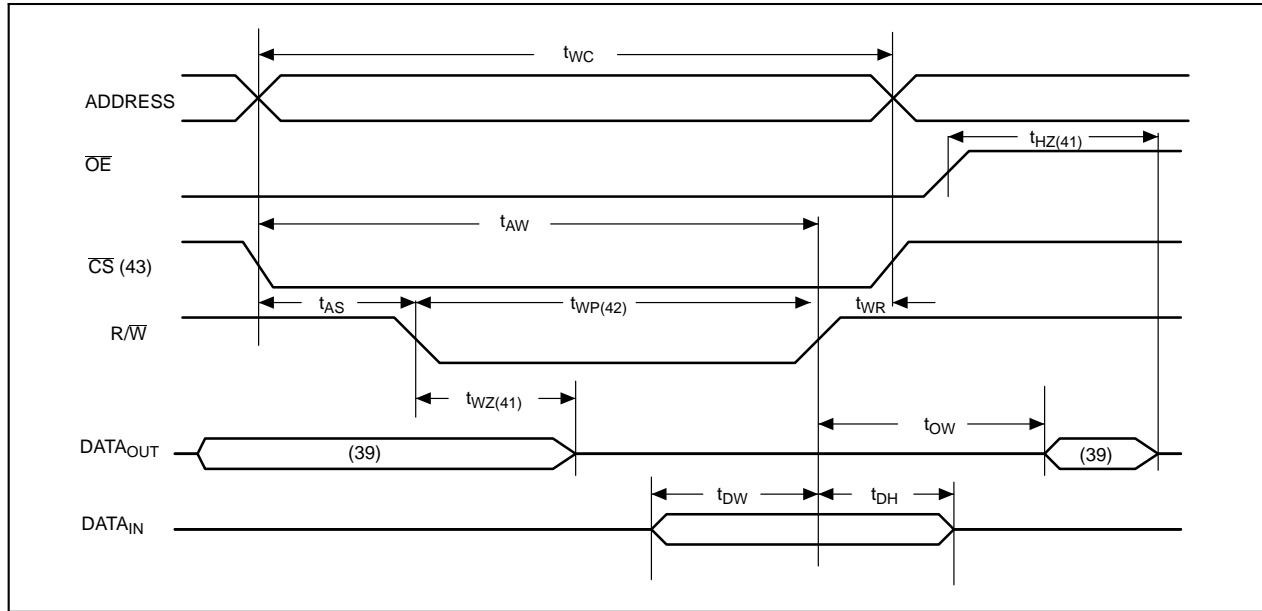 tWC
ADDRESS
tHZ(41)
OE
tAW
CS (43)
tAS
tWP(42)
tWR
R/W
tWZ(41)
tOW
DATAOUT
(39)
(39)
tDW
tDH
DATAIN